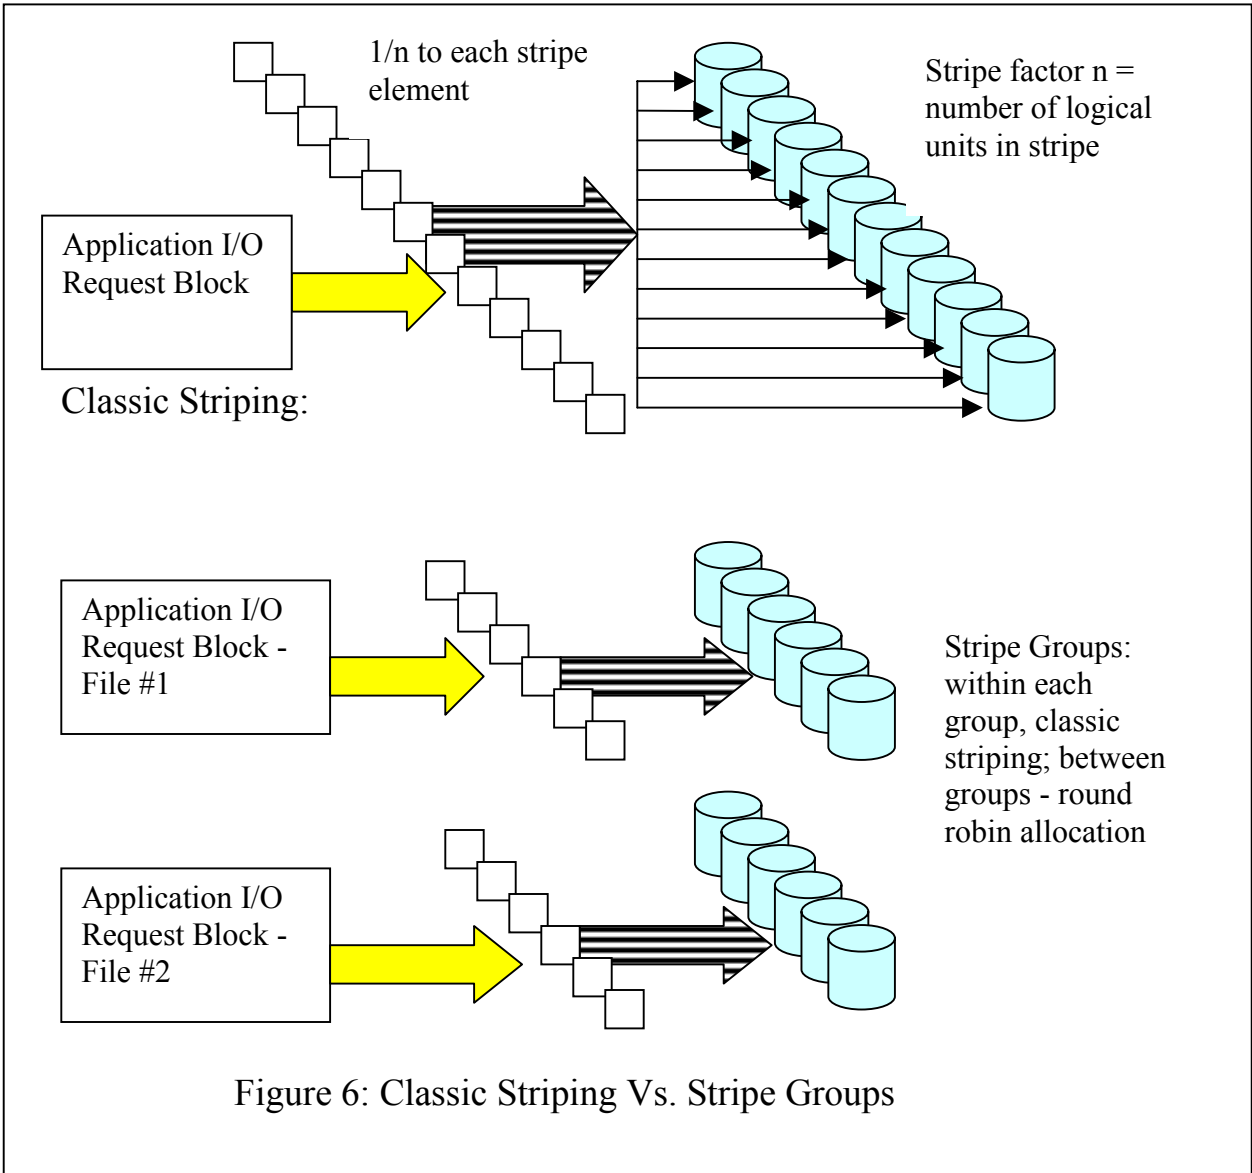 1/n to each stripe
element
Stripe factor n =
number of logical
units in stripe
Application I/O
Request Block
Classic Striping:
Application I/O
Request Block -
File #1
Stripe Groups:
within each
group, classic
striping; between
groups - round
robin allocation
Application I/O
Request Block -
File #2
Figure 6: Classic Striping Vs. Stripe Groups